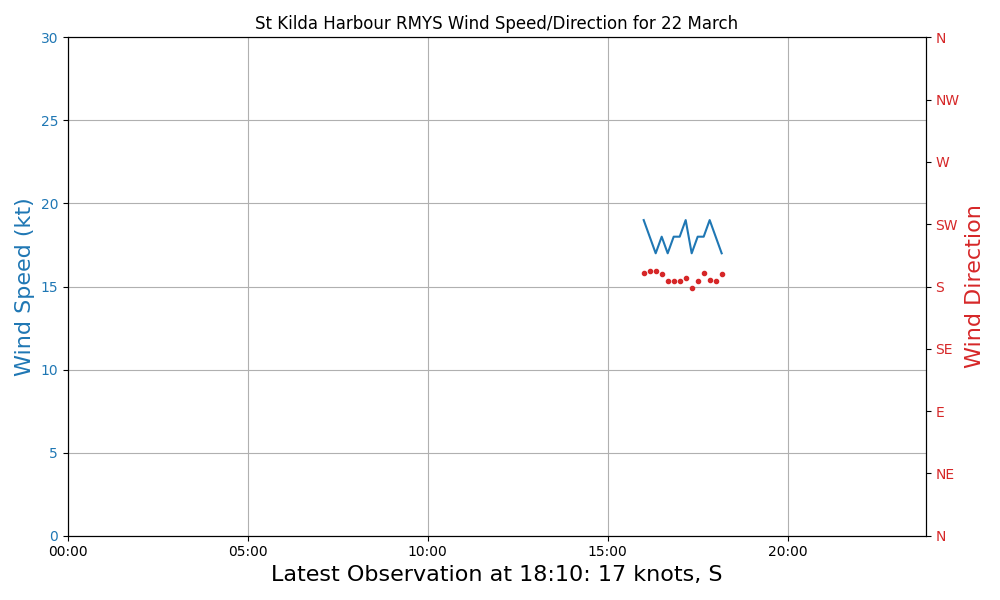 St Kilda Harbour RMYS Wind Speed/Direction for 22 March
30
25
20
15
10
5
0
Wind Speed (kt)
N
NW
W
SW
S
SE
E
NE
N
Wind Direction
00:00
05:00
10:00
15:00
20:00
Latest Observation at 18:10: 17 knots, S